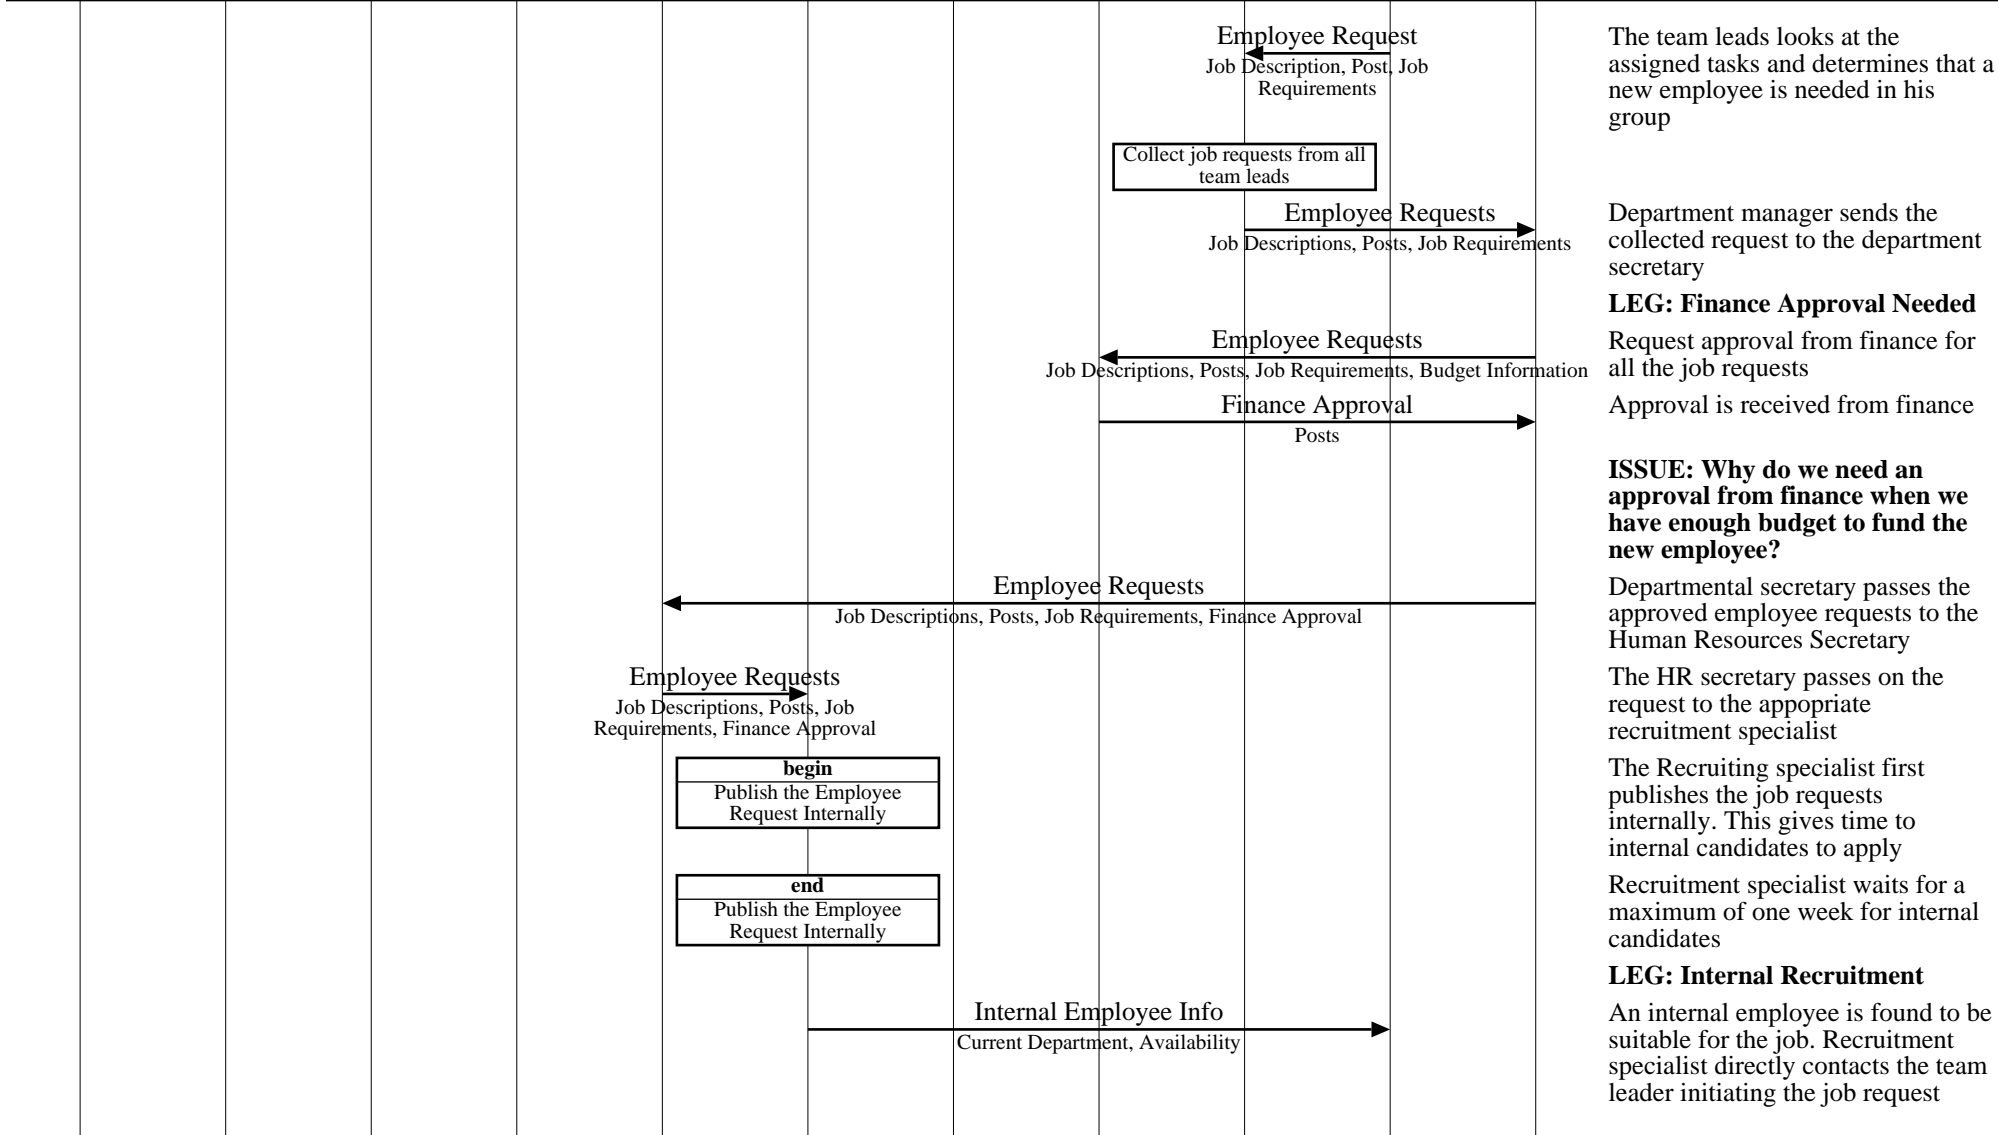 Employee Request
Job Description, Post, Job
Requirements
The team leads looks at the
assigned tasks and determines that a
new employee is needed in his
group
Collect job requests from all
team leads
Employee Requests
Job Descriptions, Posts, Job Requirements
Department manager sends the
collected request to the department
secretary
LEG: Finance Approval Needed
Employee Requests
Job Descriptions, Posts, Job Requirements, Budget Information
Request approval from finance for
all the job requests
Finance Approval
Posts
Approval is received from finance
ISSUE: Why do we need an
approval from finance when we
have enough budget to fund the
new employee?
Employee Requests
Job Descriptions, Posts, Job Requirements, Finance Approval
Departmental secretary passes the
approved employee requests to the
Human Resources Secretary
Employee Requests
Job Descriptions, Posts, Job
Requirements, Finance Approval
The HR secretary passes on the
request to the appopriate
recruitment specialist
begin
Publish the Employee
Request Internally
The Recruiting specialist first
publishes the job requests
internally. This gives time to
internal candidates to apply
end
Publish the Employee
Request Internally
Recruitment specialist waits for a
maximum of one week for internal
candidates
LEG: Internal Recruitment
Internal Employee Info
Current Department, Availability
An internal employee is found to be
suitable for the job. Recruitment
specialist directly contacts the team
leader initiating the job request